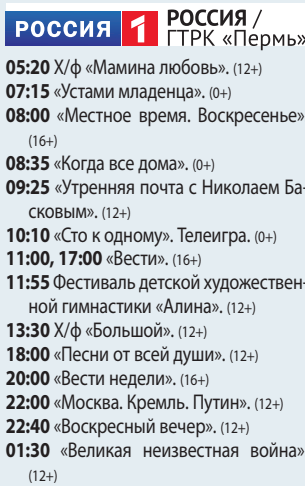 РОССИЯ 1 РОССИЯ /
ГТРК «Пермь»
05:20 Х/ф «Мамина любовь». (12+)
07:15 «Устами младенца». (0+)
08:00 «Местное время. Воскресенье»
(16+)
08:35 «Когда все дома». (0+)
09:25 «Утренняя почта с Николаем Ба-
сковым». (12+)
10:10 «Сто к одному». Телеигра. (0+)
11:00, 17:00 «Вести». (16+)
11:55 Фестиваль детской художествен-
ной гимнастики «Алина». (12+)
13:30 Х/ф «Большой». (12+)
18:00 «Песни от всей души». (12+)
20:00 «Вести недели». (16+)
22:00 «Москва. Кремль. Путин». (12+)
22:40 «Воскресный вечер». (12+)
01:30 «Великая неизвестная война»
(12+)